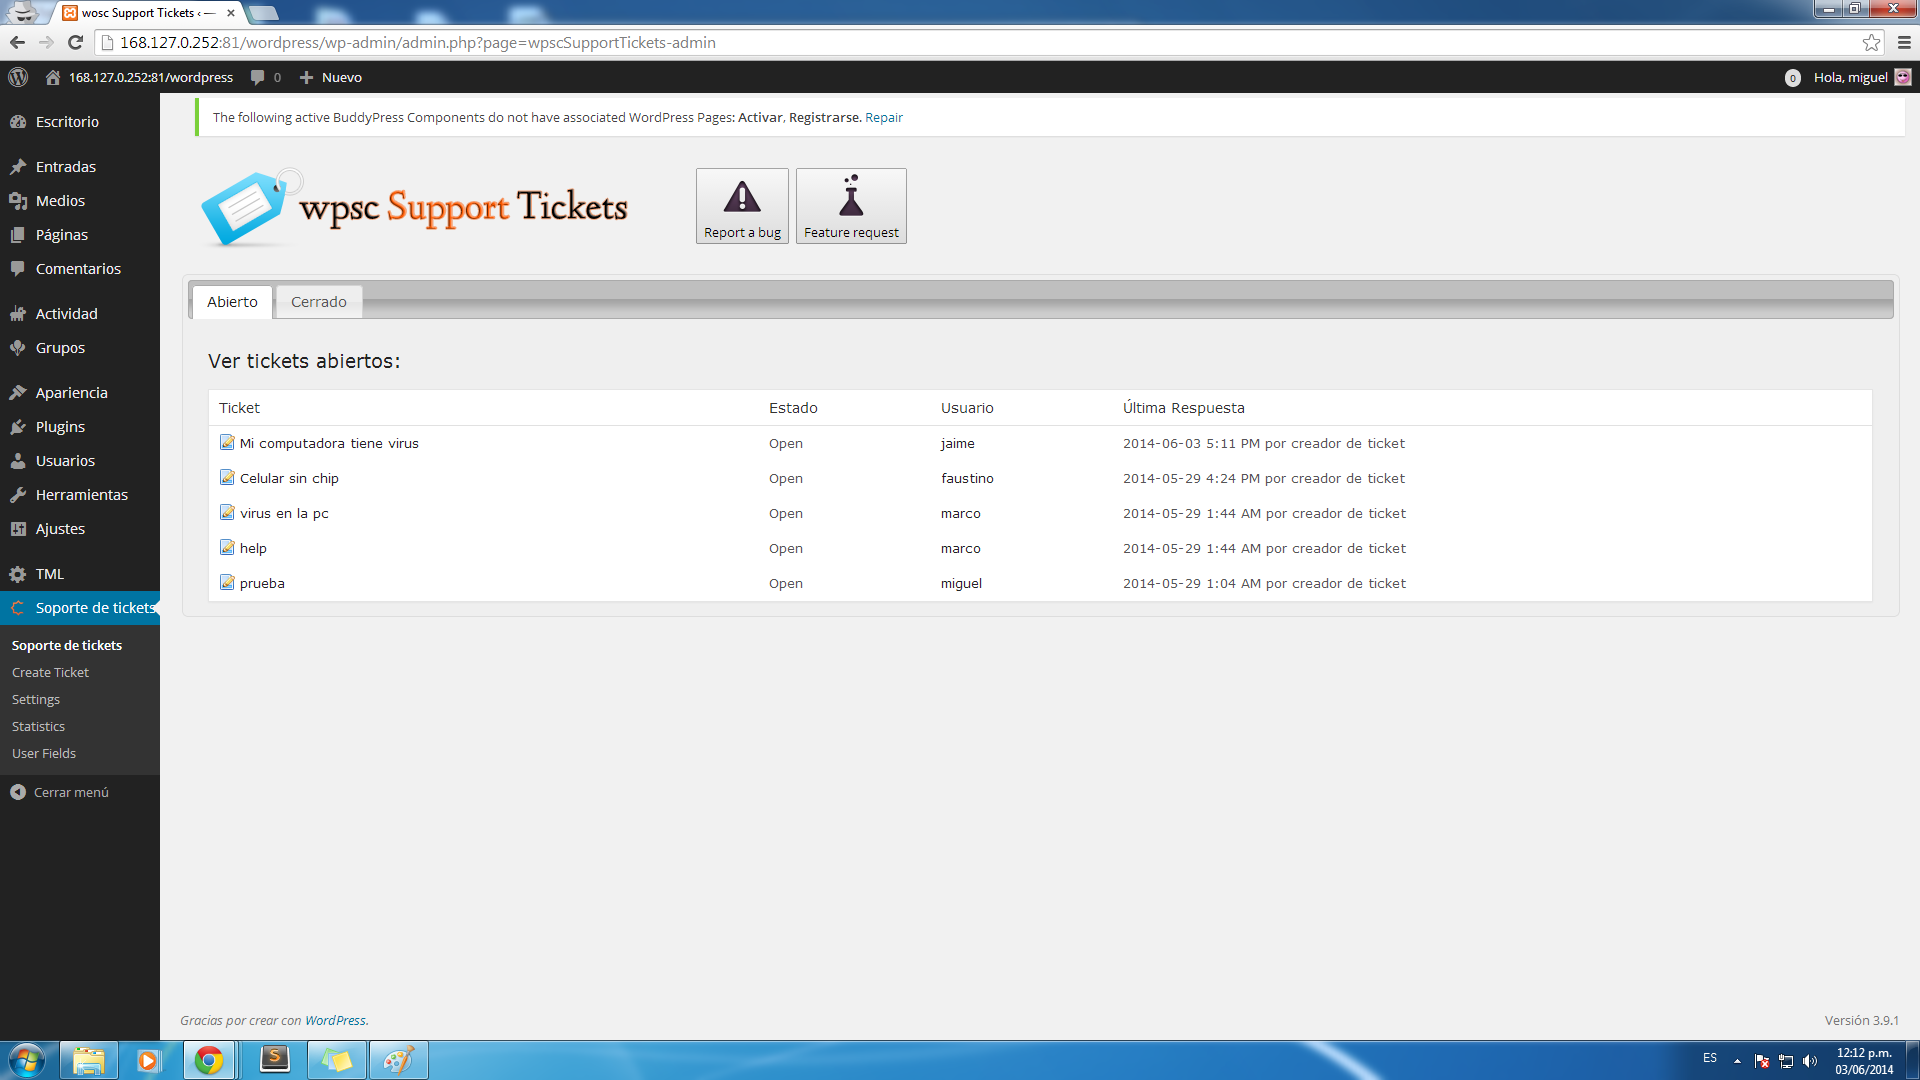 wosc Support Tickets ‹ —
168.127.0.252:81/wordpress/wp-admin/admin.php?page=wpscSupportTickets-admin
168.127.0.252:81/wordpress 0 Nuevo 0 Hola, miguel
Escritorio
Entradas
Medios
Páginas
Comentarios
Actividad
Grupos
Apariencia
Plugins
Usuarios
Herramientas
Ajustes
TML
Soporte de tickets
Soporte de tickets
Create Ticket
Settings
Statistics
User Fields
Cerrar menú
The following active BuddyPress Components do not have associated WordPress Pages: Activar, Registrarse. Repair
wpsc Support Tickets
Report a bug Feature request
Abierto Cerrado
Ver tickets abiertos:
Ticket Estado Usuario Última Respuesta
Mi computadora tiene virus Open jaime 2014-06-03 5:11 PM por creador de ticket
Celular sin chip Open faustino 2014-05-29 4:24 PM por creador de ticket
virus en la pc Open marco 2014-05-29 1:44 AM por creador de ticket
help Open marco 2014-05-29 1:44 AM por creador de ticket
prueba Open miguel 2014-05-29 1:04 AM por creador de ticket
Gracias por crear con WordPress. Versión 3.9.1
ES 12:12 p.m.
03/06/2014